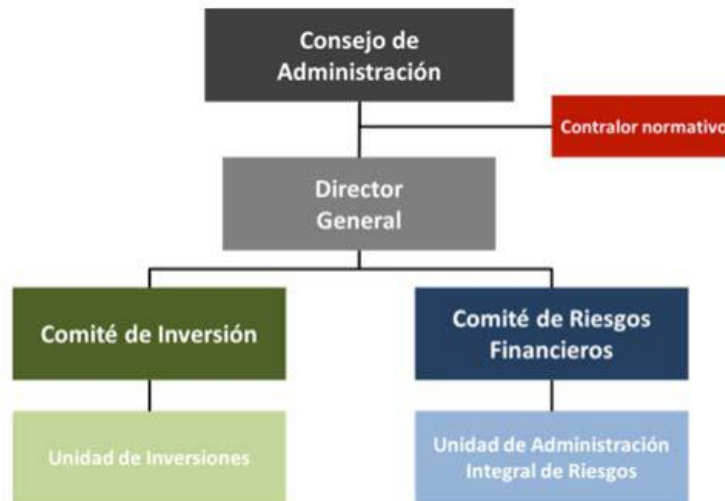 Consejo de
Administración
Contralor normativo
Director
General
Comité de Inversión
Comité de Riesgos
Financieros
Unidad de Inversiones
Unidad de Administración
Integral de Riesgos